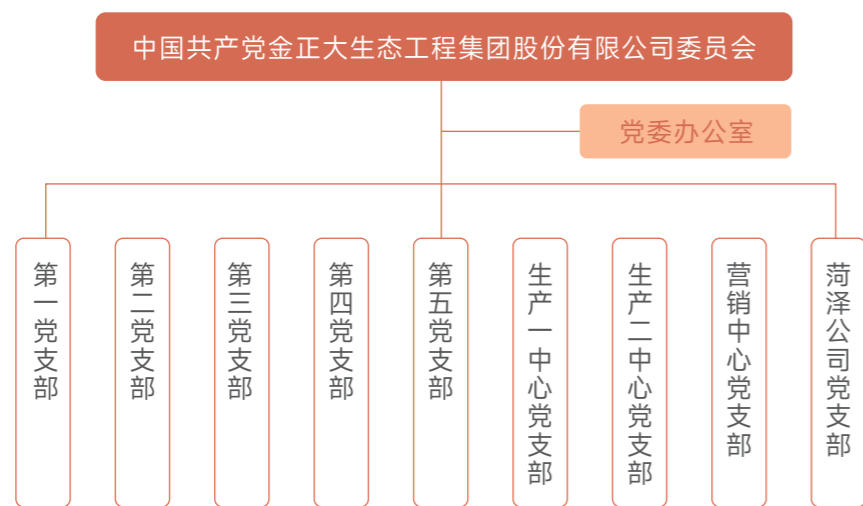 中国共产党金正大生态工程集团股份有限公司委员会
党委办公室
第一党支部
第二党支部
第三党支部
第四党支部
第五党支部
生产一中心党支部
生产二中心党支部
营销中心党支部
菏泽公司党支部